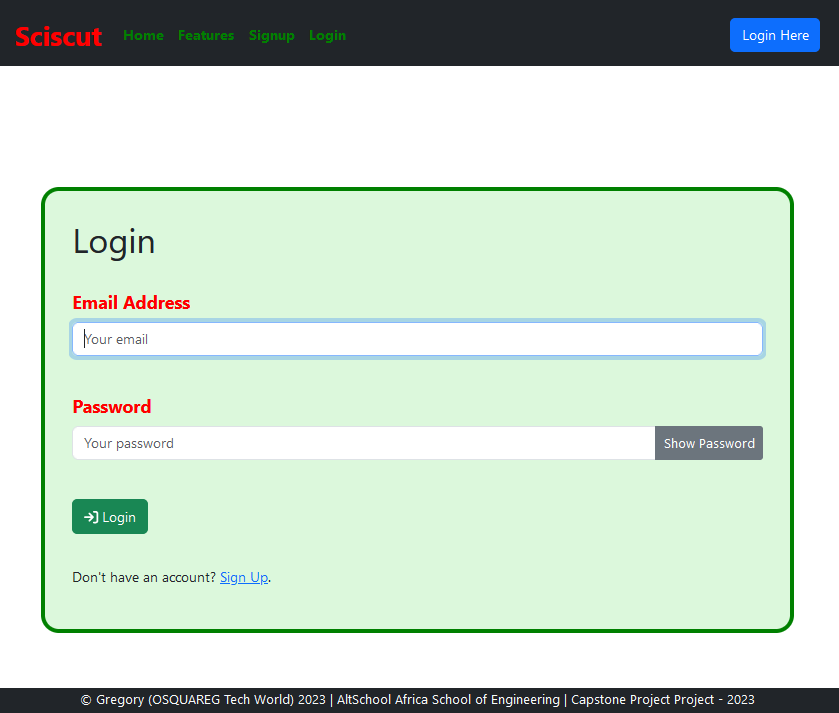 Sciscut Home Features Signup Login Login Here
Login
Email Address
Your email
Password
Your password Show Password
Login
Don't have an account? Sign Up.
© Gregory (OSQUAREG Tech World) 2023 | AltSchool Africa School of Engineering | Capstone Project Project - 2023